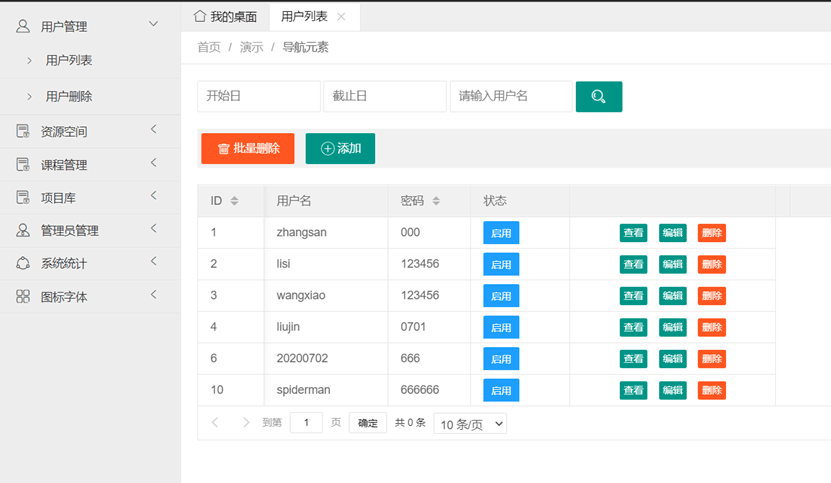 用户管理
用户列表
用户删除
资源空间
课程管理
项目库
管理员管理
系统统计
图标字体
我的桌面 用户列表
首页 / 演示 / 导航元素
开始日 截止日 请输入用户名
批量删除 添加
ID 用户名 密码 状态
1 zhangsan 000 启用 查看 编辑 删除
2 lisi 123456 启用 查看 编辑 删除
3 wangxiao 123456 启用 查看 编辑 删除
4 liujin 0701 启用 查看 编辑 删除
6 20200702 666 启用 查看 编辑 删除
10 spiderman 666666 启用 查看 编辑 删除
到第 1 页 确定 共 0 条 10 条/页